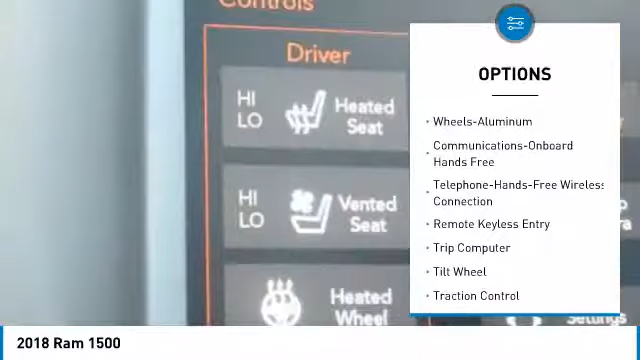 Controls
Driver
HI
LO
Heated
Seat
HI
LO
Vented
Seat
Heated
Wheel
OPTIONS
Wheels-Aluminum
Communications-Onboard
Hands Free
Telephone-Hands-Free Wireless
Connection
Remote Keyless Entry
Trip Computer
Tilt Wheel
Traction Control
Settings
2018 Ram 1500